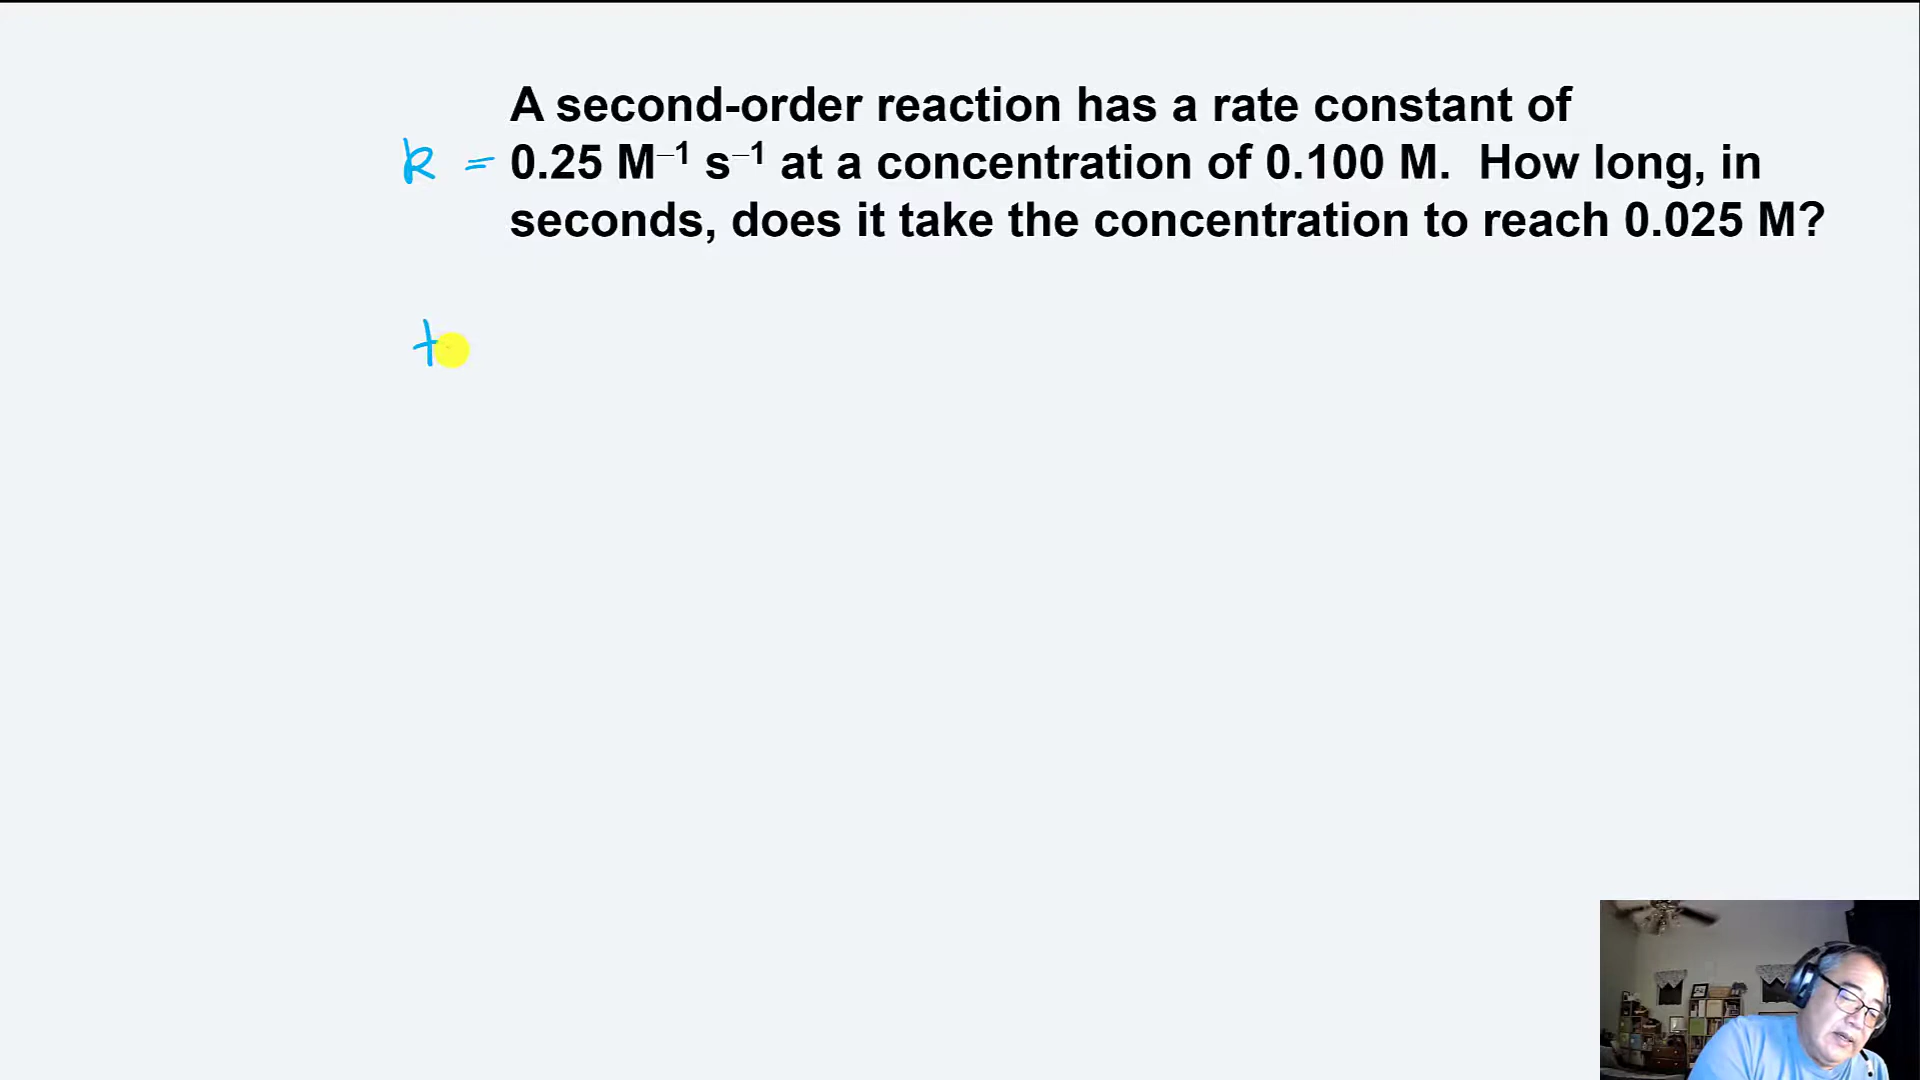 A second-order reaction has a rate constant of
k = 0.25 M⁻¹ s⁻¹ at a concentration of 0.100 M. How long, in
seconds, does it take the concentration to reach 0.025 M?
t